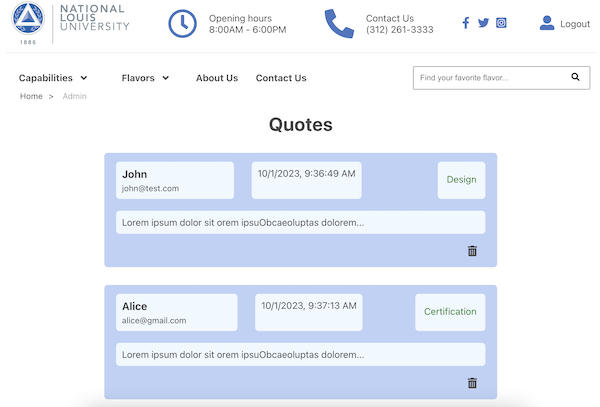 NATIONAL
LOUIS
UNIVERSITY
1886
Opening hours
8:00AM - 6:00PM
Contact Us
(312) 261-3333
Logout
Capabilities
Flavors
About Us
Contact Us
Find your favorite flavor...
Home > Admin
Quotes
John
john@test.com
10/1/2023, 9:36:49 AM
Design
Lorem ipsum dolor sit orem ipsuObcaeoluptas dolorem...
Alice
alice@gmail.com
10/1/2023, 9:37:13 AM
Certification
Lorem ipsum dolor sit orem ipsuObcaeoluptas dolorem...